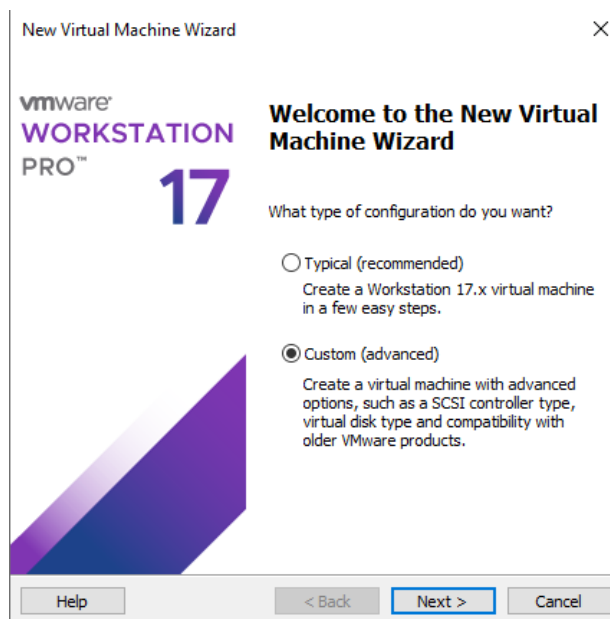 New Virtual Machine Wizard
vmware
WORKSTATION
PRO™
17
Welcome to the New Virtual
Machine Wizard
What type of configuration do you want?
Typical (recommended)
Create a Workstation 17.x virtual machine
in a few easy steps.
Custom (advanced)
Create a virtual machine with advanced
options, such as a SCSI controller type,
virtual disk type and compatibility with
older VMware products.
Help
< Back
Next >
Cancel